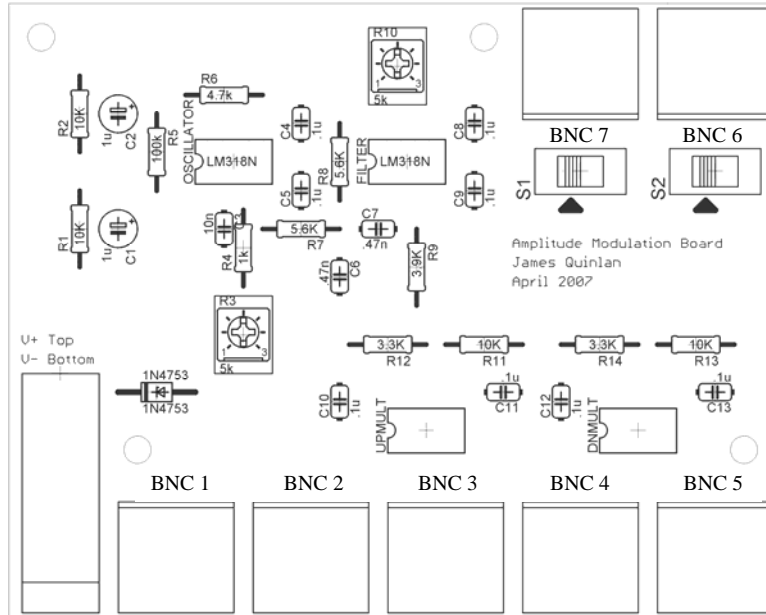 R10
1 3
5k
R6
4.7k
R2
10K
1u
C2
+
100k
R5
OSCILLATOR
LM318N
C4
.1u
R8
5.6K
FILTER
LM318N
C8
.1u
BNC 7
BNC 6
S1
S2
C5
.1u
C9
.1u
R1
10K
1u
C1
+
10n
R4
1k
5.6K
R7
C7
.47n
.47n
C6
3.9K
R9
Amplitude Modulation Board
James Quinlan
April 2007
R3
1 3
5k
V+ Top
V- Bottom
1N4753
1N4753
3.3K
R12
10K
R11
3.3K
R14
10K
R13
C10
.1u
.1u
C11
C12
.1u
.1u
C13
UPMULT
DNMULT
BNC 1
BNC 2
BNC 3
BNC 4
BNC 5